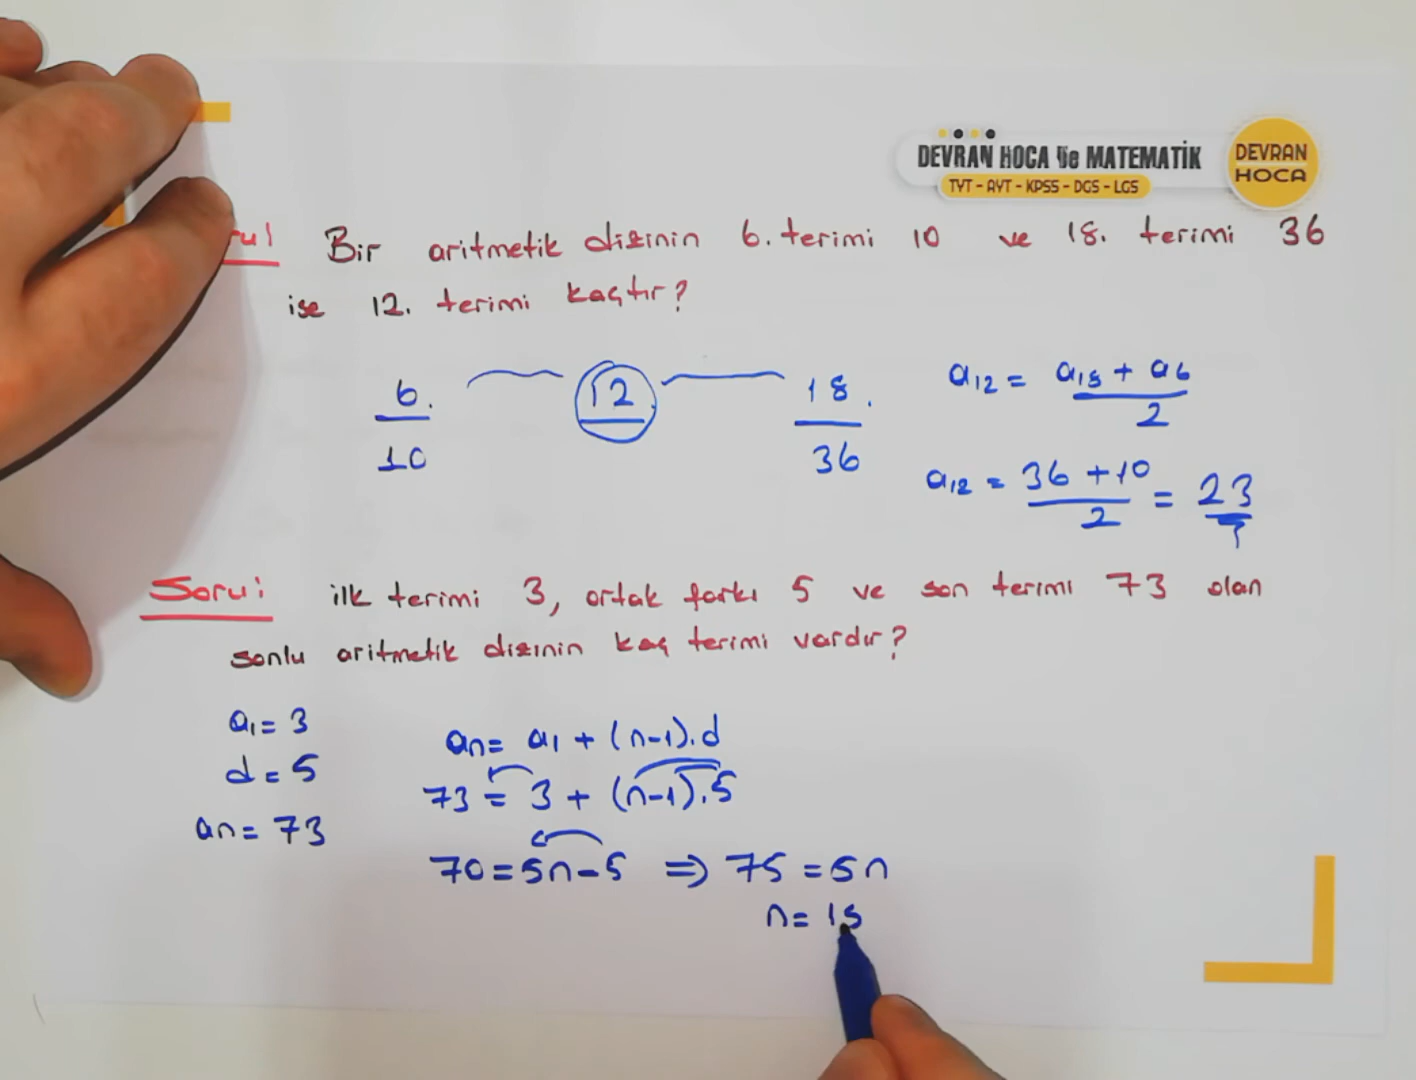 DEVRAN HOCA ile MATEMATİK
TYT - AYT - KPSS - DGS - LGS
DEVRAN
HOCA
Bir aritmetik dizinin 6. terimi 10 ve 18. terimi 36
ise 12. terimi kaçtır?
6. 12 18.
10 36
a12 = a18 + a6 / 2
a12 = 36 + 10 / 2 = 23
Soru: ilk terimi 3, ortak farkı 5 ve son terimi 73 olan
sonlu aritmetik dizinin kaç terimi vardır?
a1 = 3
d = 5
an = 73
an = a1 + (n-1).d
73 = 3 + (n-1).5
70 = 5n - 5 ⇒ 75 = 5n
n = 15